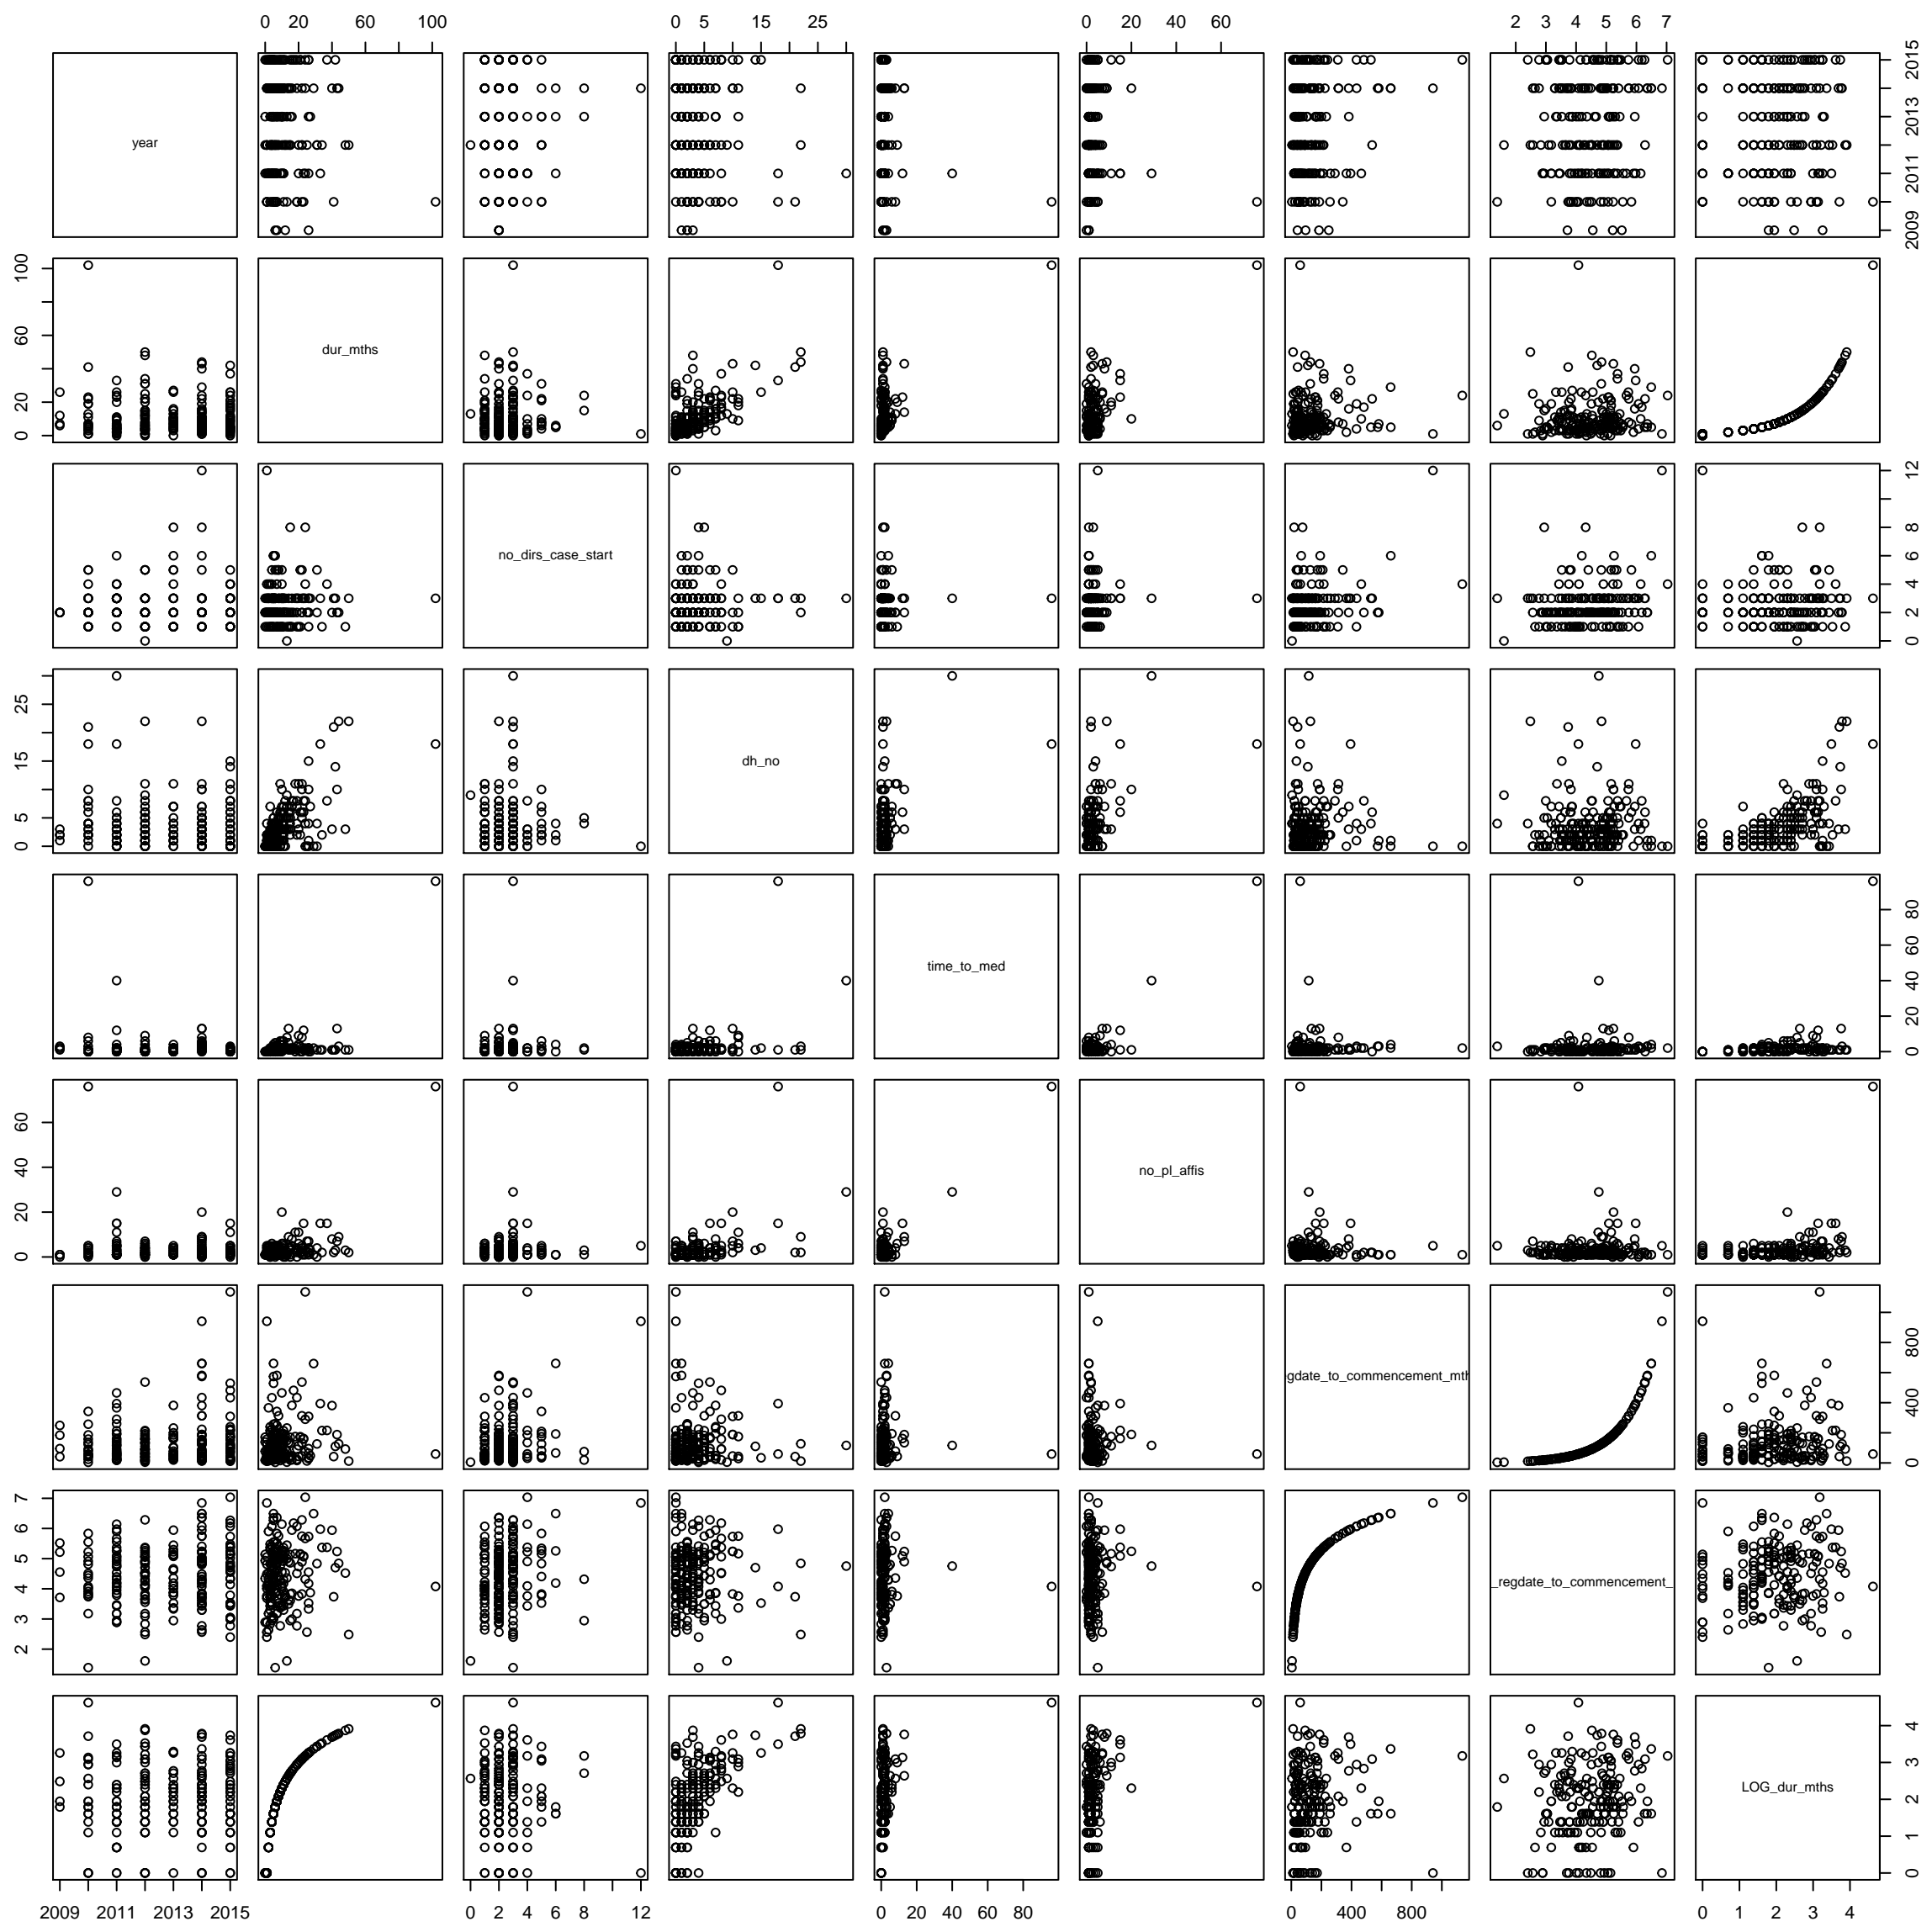 0 20 60 100
0 5 15 25
0 20 40 60
2 3 4 5 6 7
year
2009 2011 2013 2015
0 20 60 100
dur_mths
no_dirs_case_start
0 2 4 6 8 12
0 5 15 25
dh_no
time_to_med
0 20 40 60 80
0 20 40 60
no_pl_affis
gdate_to_commencement_mth
0 400 800
2 3 4 5 6 7
_regdate_to_commencement_
LOG_dur_mths
0 1 2 3 4
2009 2011 2013 2015
0 2 4 6 8 12
0 20 40 60 80
0 400 800
0 1 2 3 4